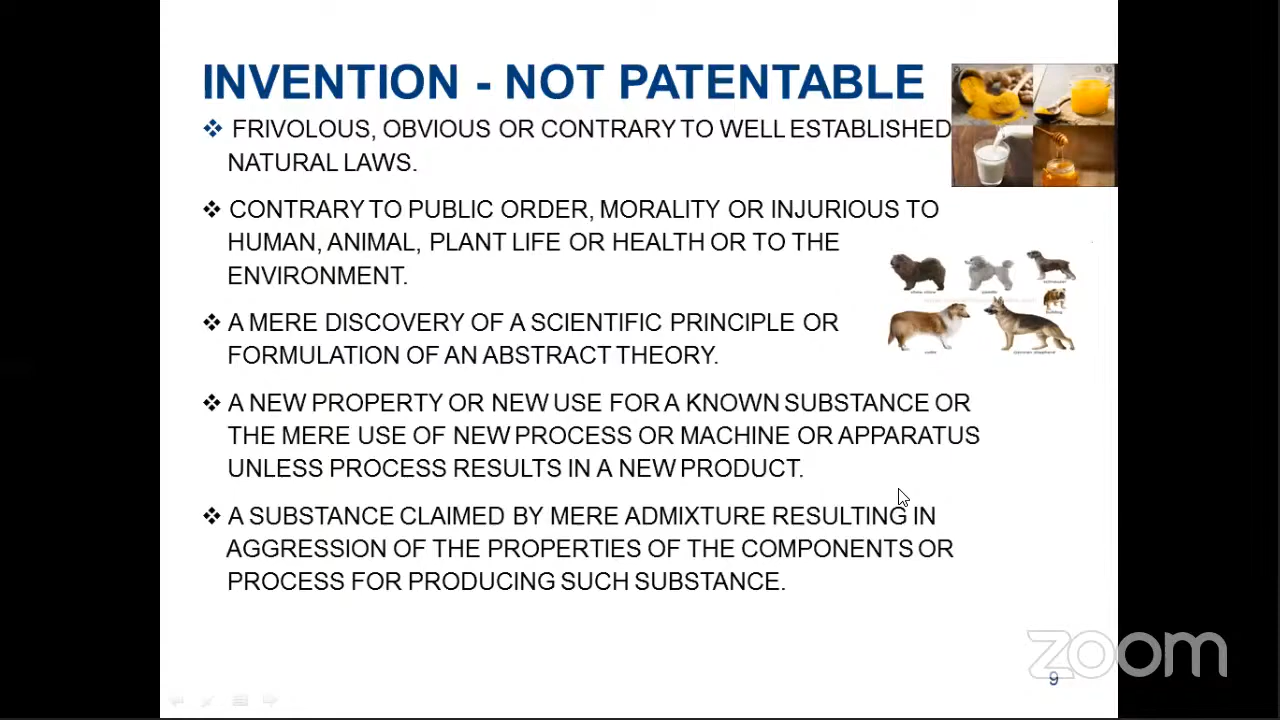 INVENTION - NOT PATENTABLE
❖ FRIVOLOUS, OBVIOUS OR CONTRARY TO WELL ESTABLISHED
NATURAL LAWS.
❖ CONTRARY TO PUBLIC ORDER, MORALITY OR INJURIOUS TO
HUMAN, ANIMAL, PLANT LIFE OR HEALTH OR TO THE
ENVIRONMENT.
❖ A MERE DISCOVERY OF A SCIENTIFIC PRINCIPLE OR
FORMULATION OF AN ABSTRACT THEORY.
❖ A NEW PROPERTY OR NEW USE FOR A KNOWN SUBSTANCE OR
THE MERE USE OF NEW PROCESS OR MACHINE OR APPARATUS
UNLESS PROCESS RESULTS IN A NEW PRODUCT.
❖ A SUBSTANCE CLAIMED BY MERE ADMIXTURE RESULTING IN
AGGRESSION OF THE PROPERTIES OF THE COMPONENTS OR
PROCESS FOR PRODUCING SUCH SUBSTANCE.
zoom
9